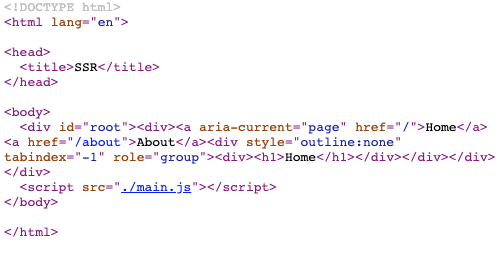 <!DOCTYPE html>
<html lang="en">
<head>
<title>SSR</title>
</head>
<body>
<div id="root"><div><a aria-current="page" href="/">Home</a>
<a href="/about">About</a><div style="outline:none"
tabindex="-1" role="group"><div><h1>Home</h1></div></div></div>
</div>
<script src="./main.js"></script>
</body>
</html>